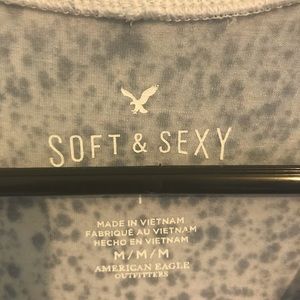 SOFT & SEXY
MADE IN VIETNAM
FABRIQUÉ AU VIETNAM
HECHO EN VIETNAM
M/M/M
AMERICAN EAGLE
OUTFITTERS